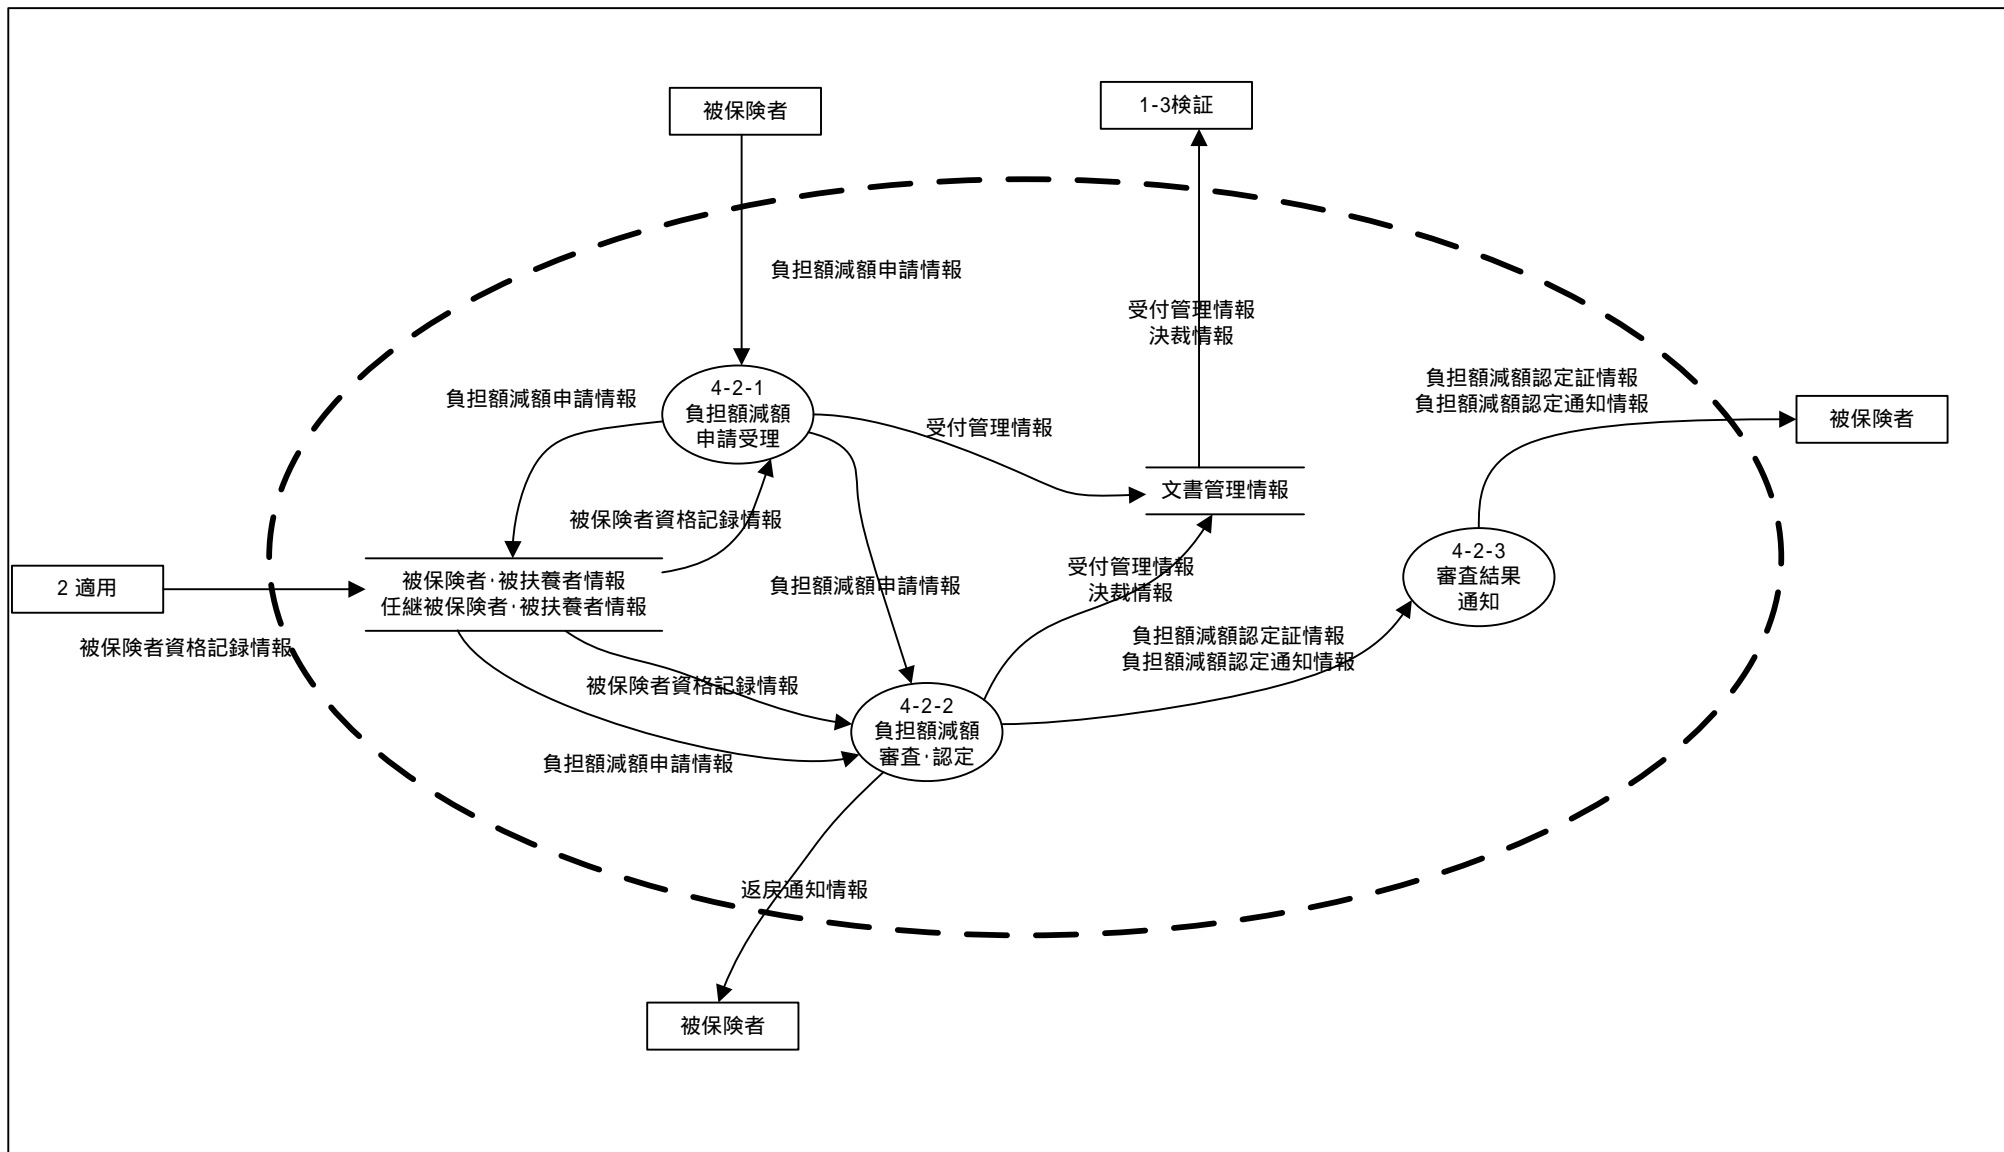 被保険者
1-3検証
負担額減額申請情報
受付管理情報
決裁情報
負担額減額認定証情報
負担額減額認定通知情報
被保険者
4-2-1
負担額減額
申請受理
負担額減額申請情報
受付管理情報
文書管理情報
被保険者資格記録情報
4-2-3
審査結果
通知
2 適用
被保険者・被扶養者情報
任継被保険者・被扶養者情報
負担額減額申請情報
受付管理情報
決裁情報
被保険者資格記録情報
負担額減額認定証情報
負担額減額認定通知情報
被保険者資格記録情報
4-2-2
負担額減額
審査・認定
負担額減額申請情報
返戻通知情報
被保険者